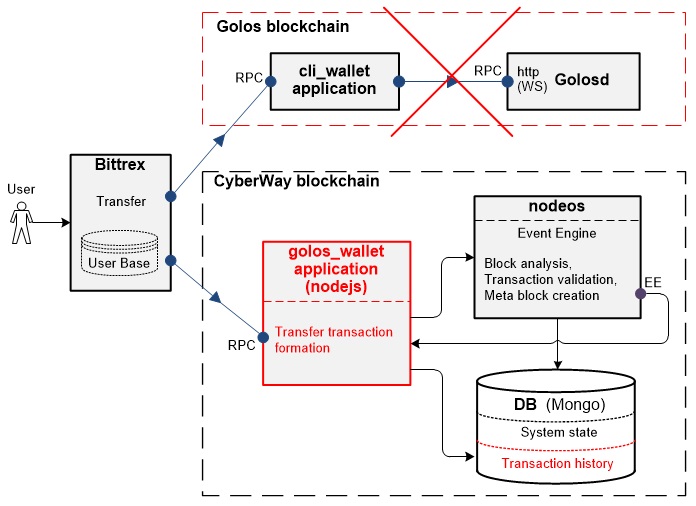 Golos blockchain
RPC
cli_wallet
application
RPC
http
(WS)
Golosd
User
Bittrex
Transfer
User Base
CyberWay blockchain
RPC
golos_wallet
application
(nodejs)
Transfer transaction
formation
nodeos
Event Engine
Block analysis,
Transaction validation,
Meta block creation
EE
DB (Mongo)
System state
Transaction history